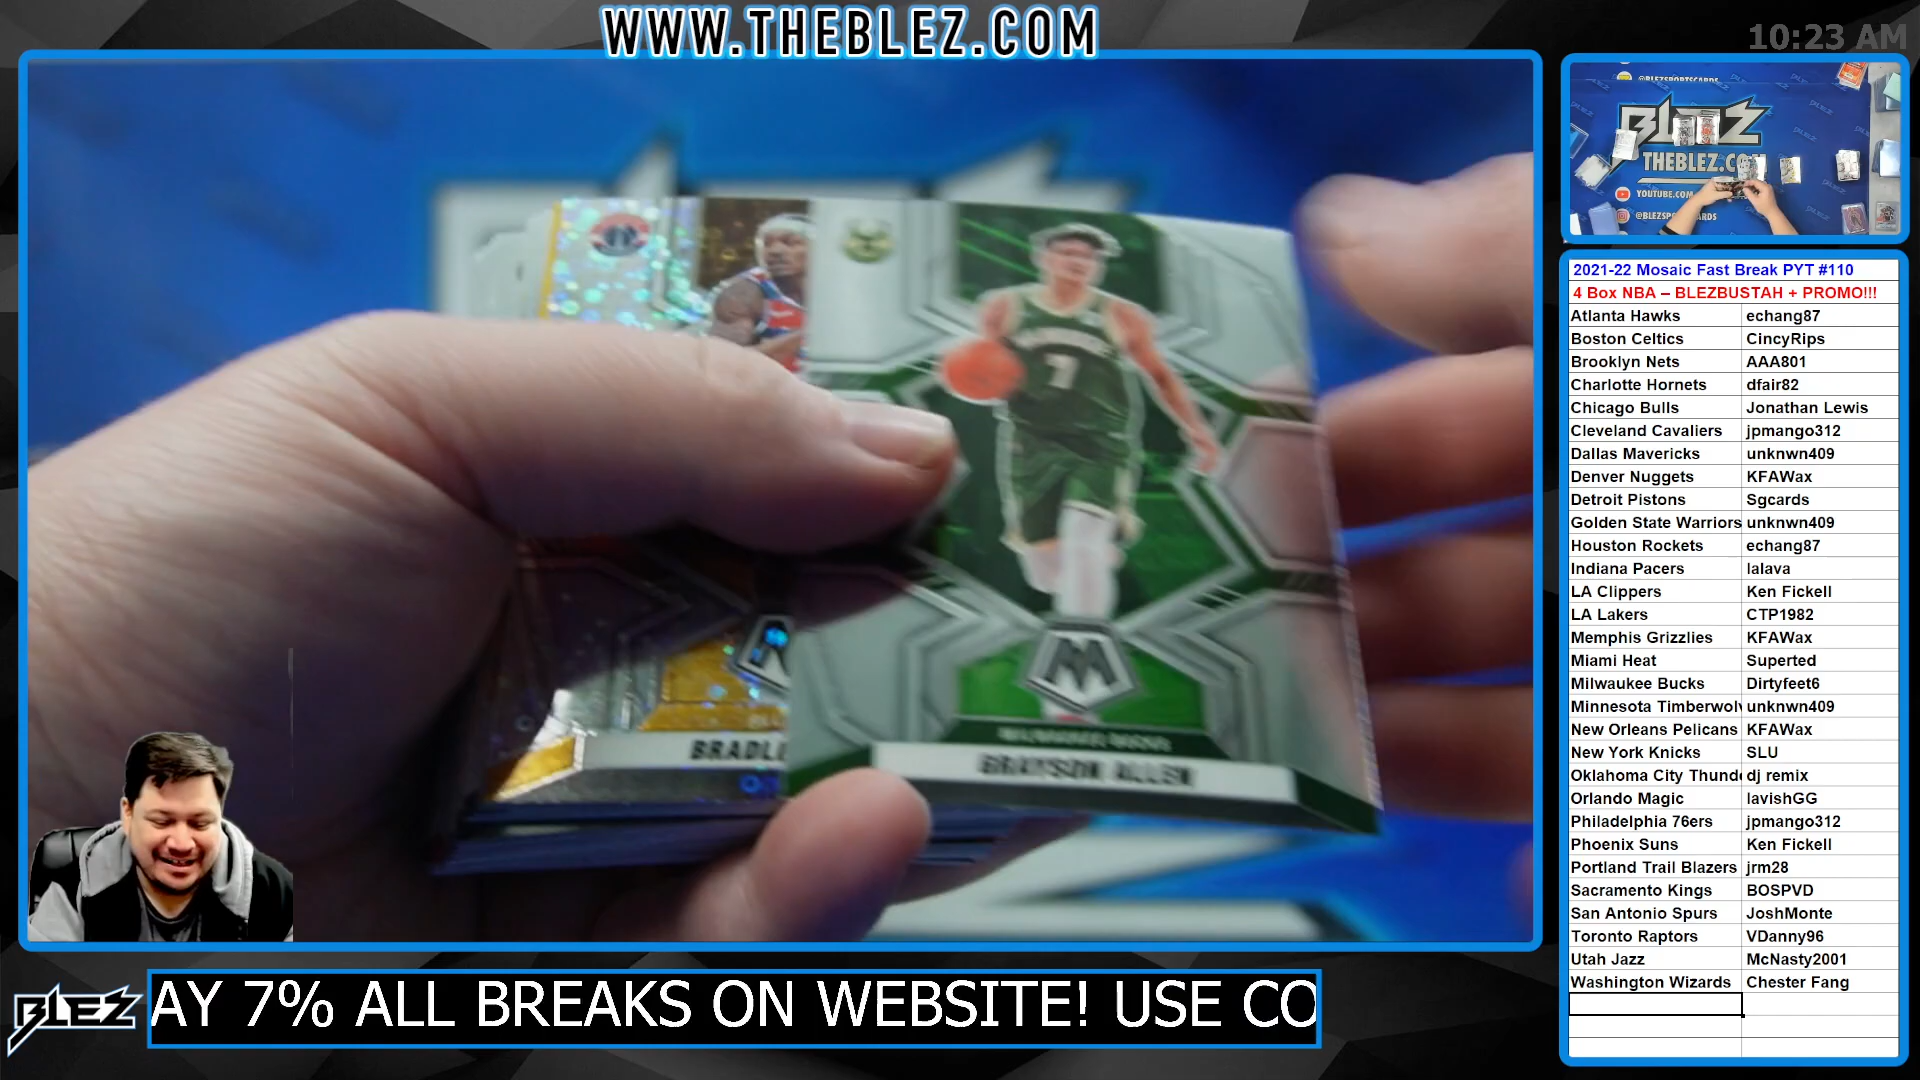 WWW.THEBLEZ.COM
10:23 AM
@BLEZSPORTSCARDS
BLEZ
THEBLEZ.CO
YOUTUBE.COM
2021-22 Mosaic Fast Break PYT #110
4 Box NBA – BLEZBUSTAH + PROMO!!!
Atlanta Hawks echang87
Boston Celtics CincyRips
Brooklyn Nets AAA801
Charlotte Hornets dfair82
Chicago Bulls Jonathan Lewis
Cleveland Cavaliers jpmango312
Dallas Mavericks unknwn409
Denver Nuggets KFAWax
Detroit Pistons Sgcards
Golden State Warriors unknwn409
Houston Rockets echang87
Indiana Pacers lalava
LA Clippers Ken Fickell
LA Lakers CTP1982
Memphis Grizzlies KFAWax
Miami Heat Superted
Milwaukee Bucks Dirtyfeet6
Minnesota Timberwolv unknwn409
New Orleans Pelicans KFAWax
New York Knicks SLU
Oklahoma City Thund dj remix
Orlando Magic lavishGG
Philadelphia 76ers jpmango312
Phoenix Suns Ken Fickell
Portland Trail Blazers jrm28
Sacramento Kings BOSPVD
San Antonio Spurs JoshMonte
Toronto Raptors VDanny96
Utah Jazz McNasty2001
Washington Wizards Chester Fang
7
M
BRADL
MILWAUKEE BUCKS
GRAYSON ALLEN
BLEZ
AY 7% ALL BREAKS ON WEBSITE! USE CO